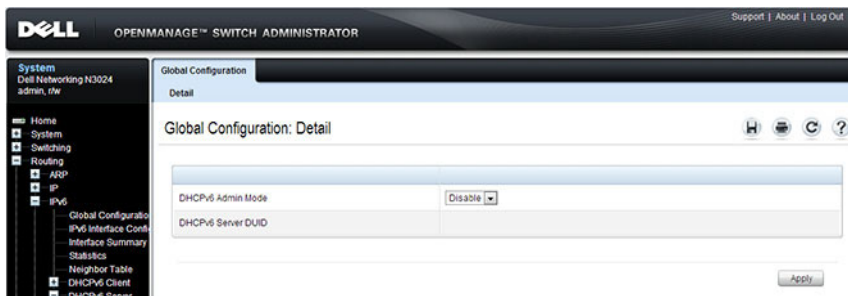 Support | About | Log Out
DELL OPENMANAGE™ SWITCH ADMINISTRATOR
System
Dell Networking N3024
admin, r/w
Home
System
Switching
Routing
ARP
IP
IPv6
Global Configuratio
IPv6 Interface Confi
Interface Summary
Statistics
Neighbor Table
DHCPv6 Client
DHCPv6 Server
Global Configuration
Detail
Global Configuration: Detail
DHCPv6 Admin Mode Disable
DHCPv6 Server DUID
Apply